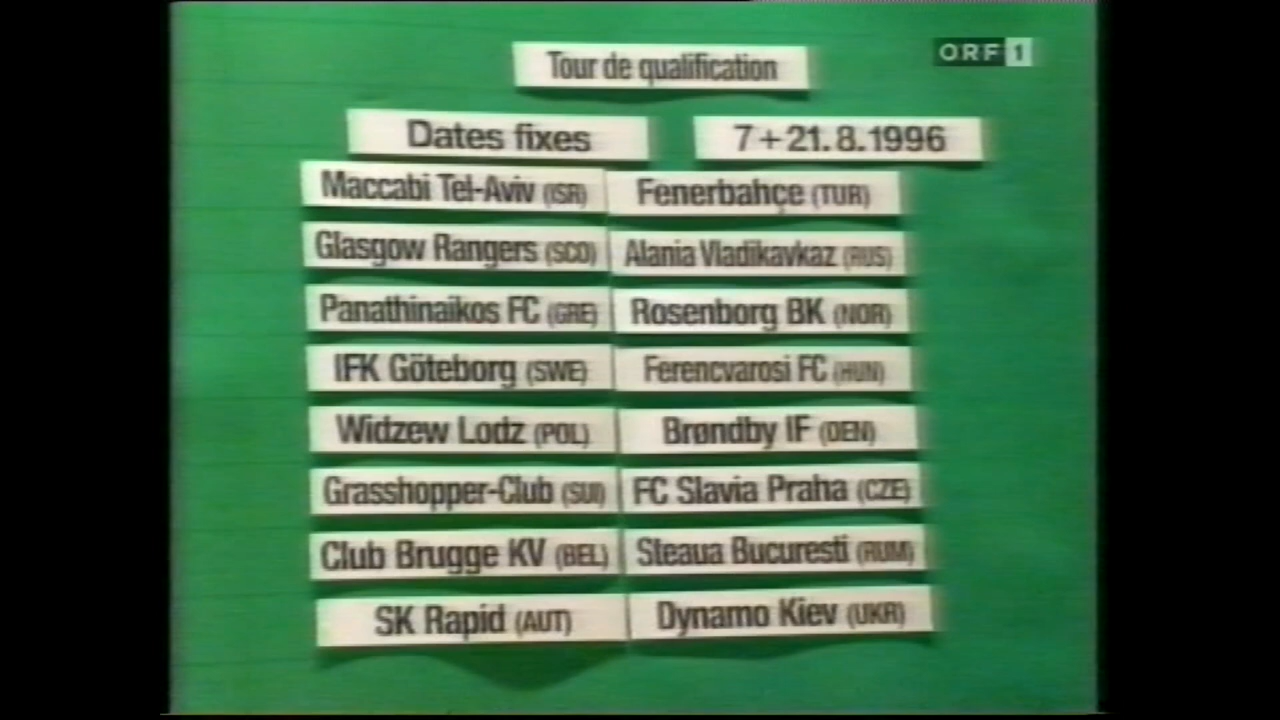 ORF 1
Tour de qualification
Dates fixes 7+21.8.1996
Maccabi Tel-Aviv (ISR) Fenerbahçe (TUR)
Glasgow Rangers (SCO) Alania Vladikavkaz (RUS)
Panathinaikos FC (GRE) Rosenborg BK (NOR)
IFK Göteborg (SWE) Ferencvarosi FC (HUN)
Widzew Lodz (POL) Brøndby IF (DEN)
Grasshopper-Club (SUI) FC Slavia Praha (CZE)
Club Brugge KV (BEL) Steaua Bucuresti (RUM)
SK Rapid (AUT) Dynamo Kiev (UKR)